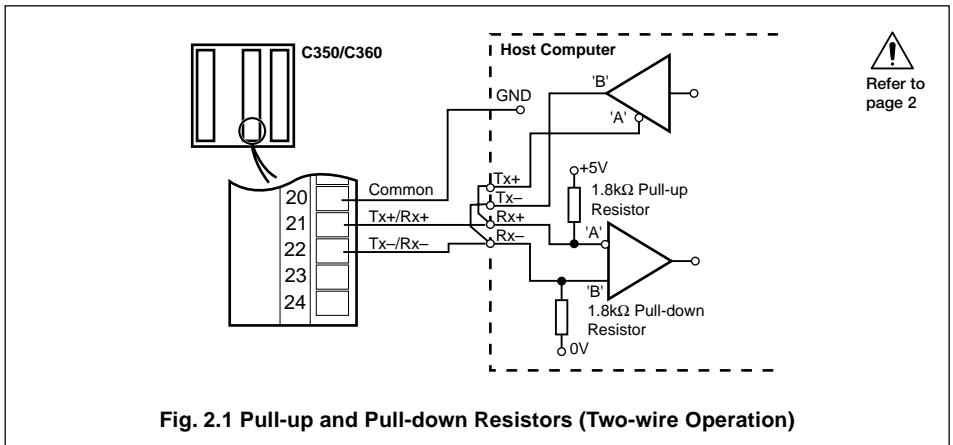 C350/C360
Host Computer
Refer to
page 2
'B'
GND
'A'
Tx+
+5V
20
Common
Tx–
1.8kΩ Pull-up
Resistor
21
Tx+/Rx+
Rx+
'A'
22
Tx–/Rx–
Rx–
23
'B'
24
1.8kΩ Pull-down
Resistor
0V
Fig. 2.1 Pull-up and Pull-down Resistors (Two-wire Operation)